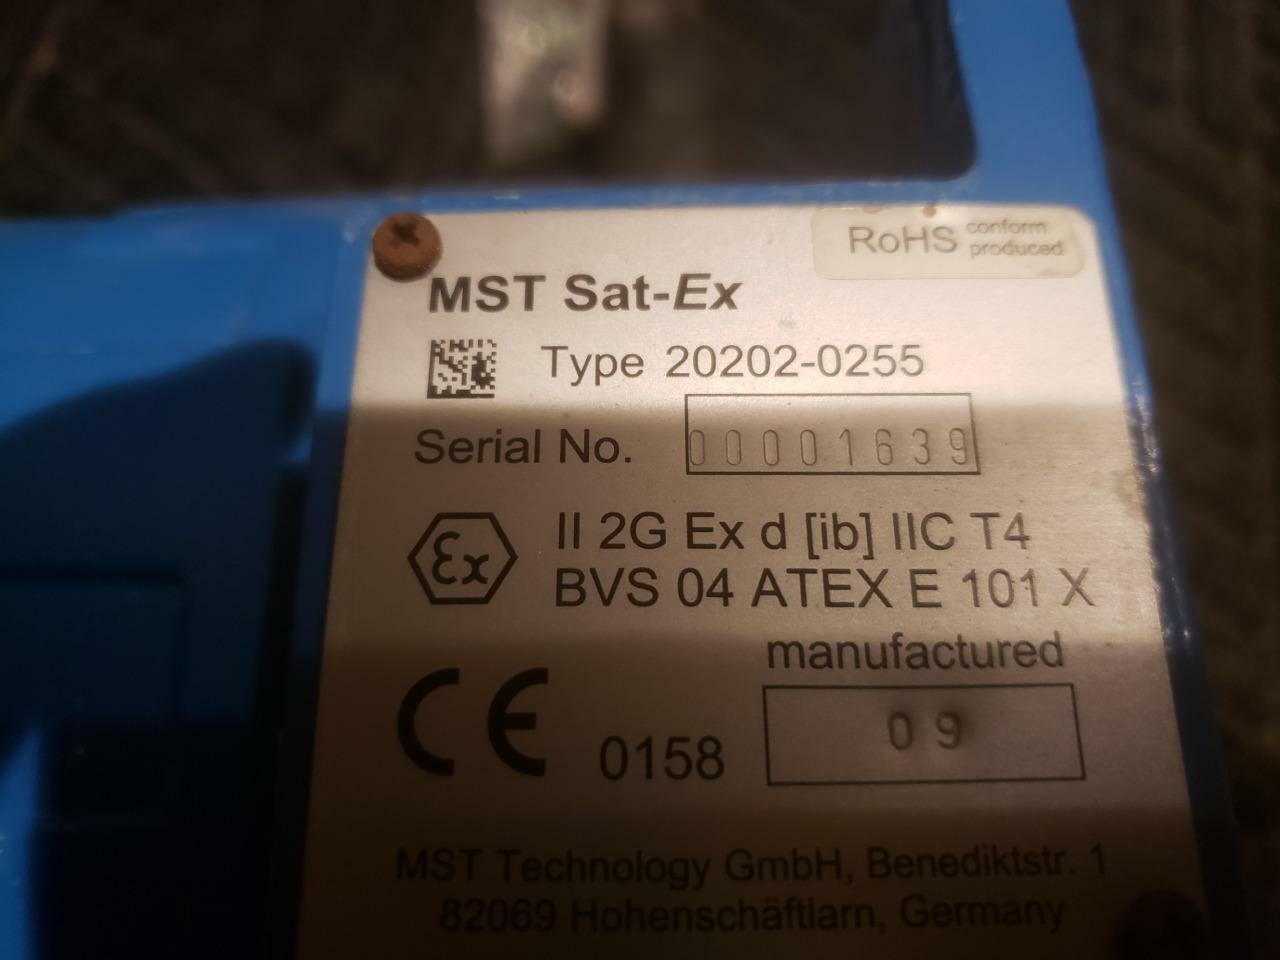 RoHS conform
produced
MST Sat-Ex
Type 20202-0255
Serial No. 00001639
Ex II 2G Ex d [ib] IIC T4
BVS 04 ATEX E 101 X
manufactured
CE 0158 09
MST Technology GmbH, Benediktstr. 1
82069 Hohenschäftlarn, Germany